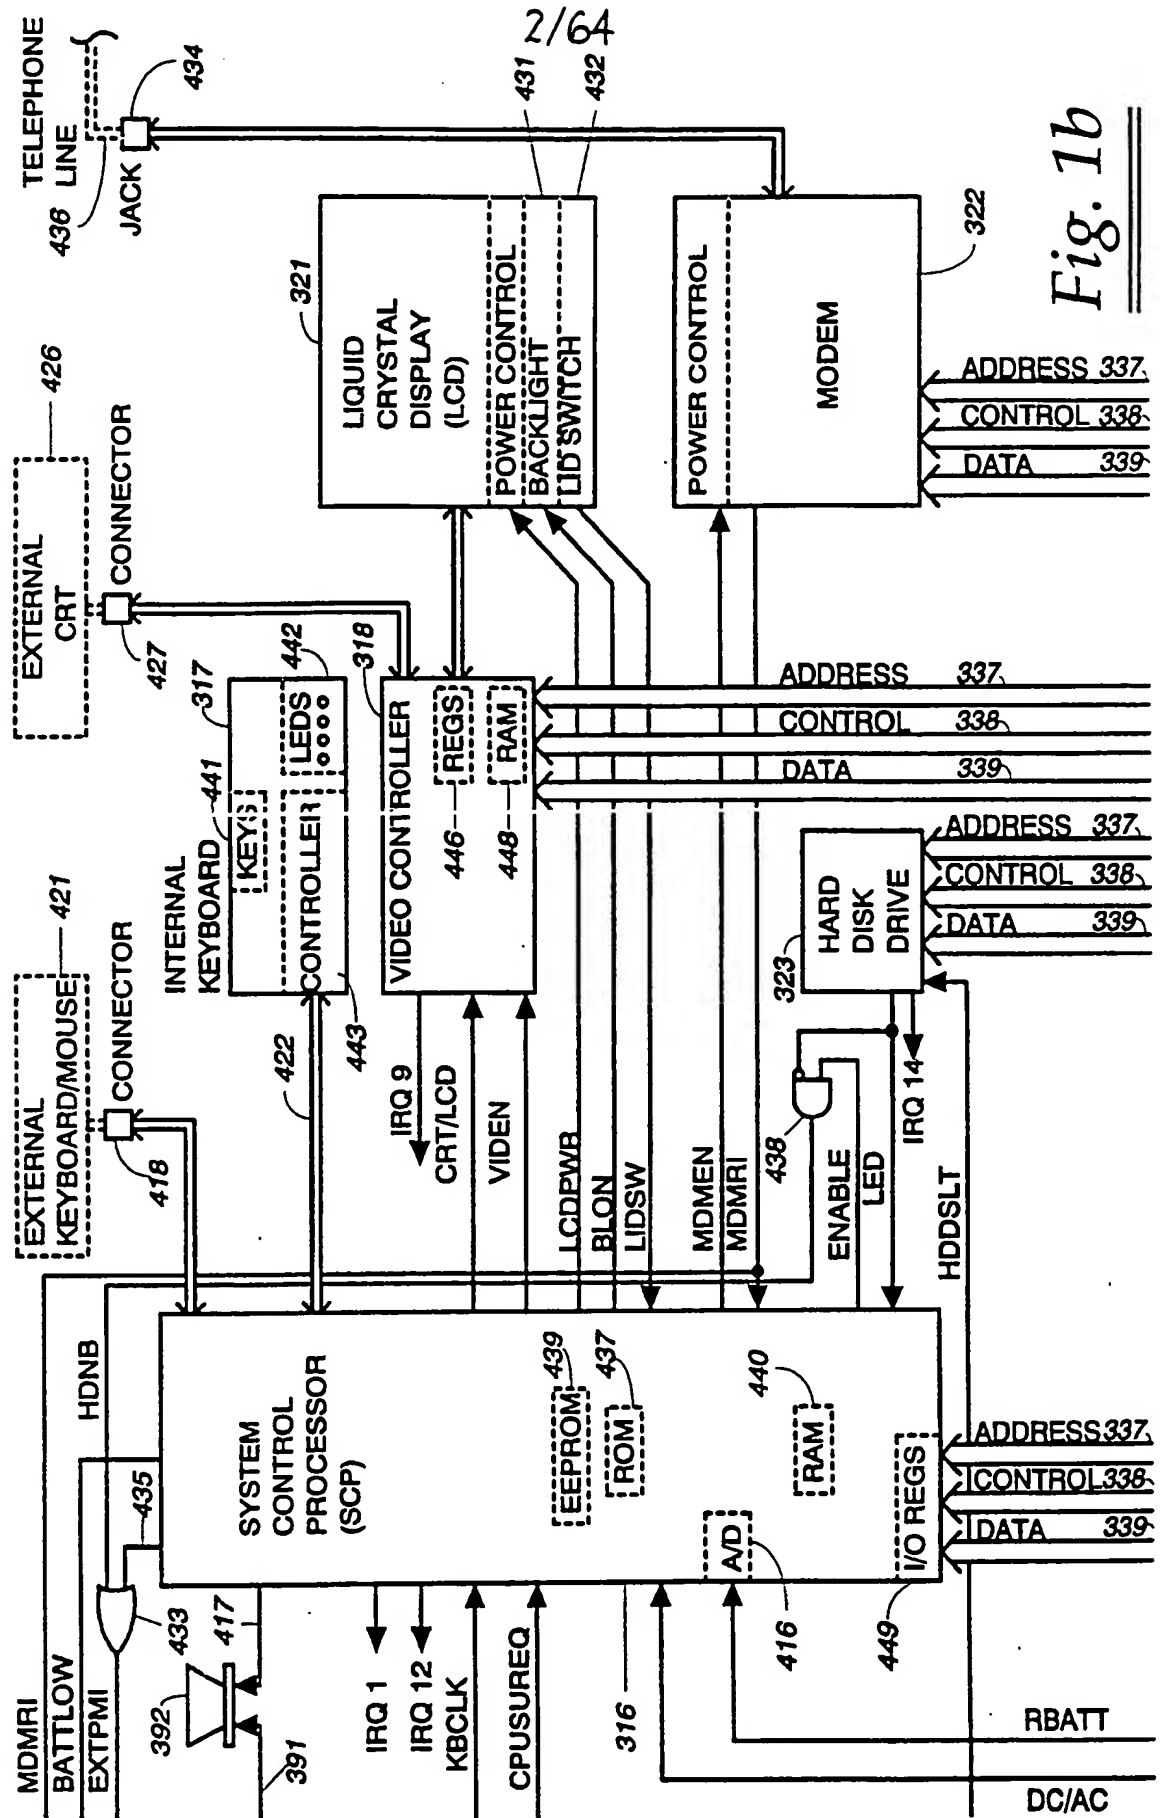 2/64
TELEPHONE
LINE
436
434
JACK
431
432
EXTERNAL
CRT
426
CONNECTOR
427
321
LIQUID
CRYSTAL
DISPLAY
(LCD)
POWER CONTROL
BACKLIGHT
LID SWITCH
POWER CONTROL
MODEM
322
ADDRESS 337
CONTROL 338
DATA 339
Fig. 1b
EXTERNAL
KEYBOARD/MOUSE
421
CONNECTOR
418
INTERNAL
KEYBOARD
441
317
442
KEYS
LEDS
CONTROLLER
443
422
318
VIDEO CONTROLLER
REGS
446
RAM
448
ADDRESS 337
CONTROL 338
DATA 339
IRQ 9
CRT/LCD
VIDEN
LCDPWR
BLON
LIDSW
MDMEN
MDMRI
438
ENABLE
LED
IRQ 14
HDDSLT
323
HARD
DISK
DRIVE
ADDRESS 337
CONTROL 338
DATA 339
HDNB
435
433
417
392
391
MDMRI
BATTLOW
EXTPMI
SYSTEM
CONTROL
PROCESSOR
(SCP)
EEPROM
439
ROM
437
RAM
440
A/D
416
I/O REGS
449
IRQ 1
IRQ 12
KBCLK
CPUSUREQ
316
ADDRESS 337
CONTROL 338
DATA 339
RBATT
DC/AC